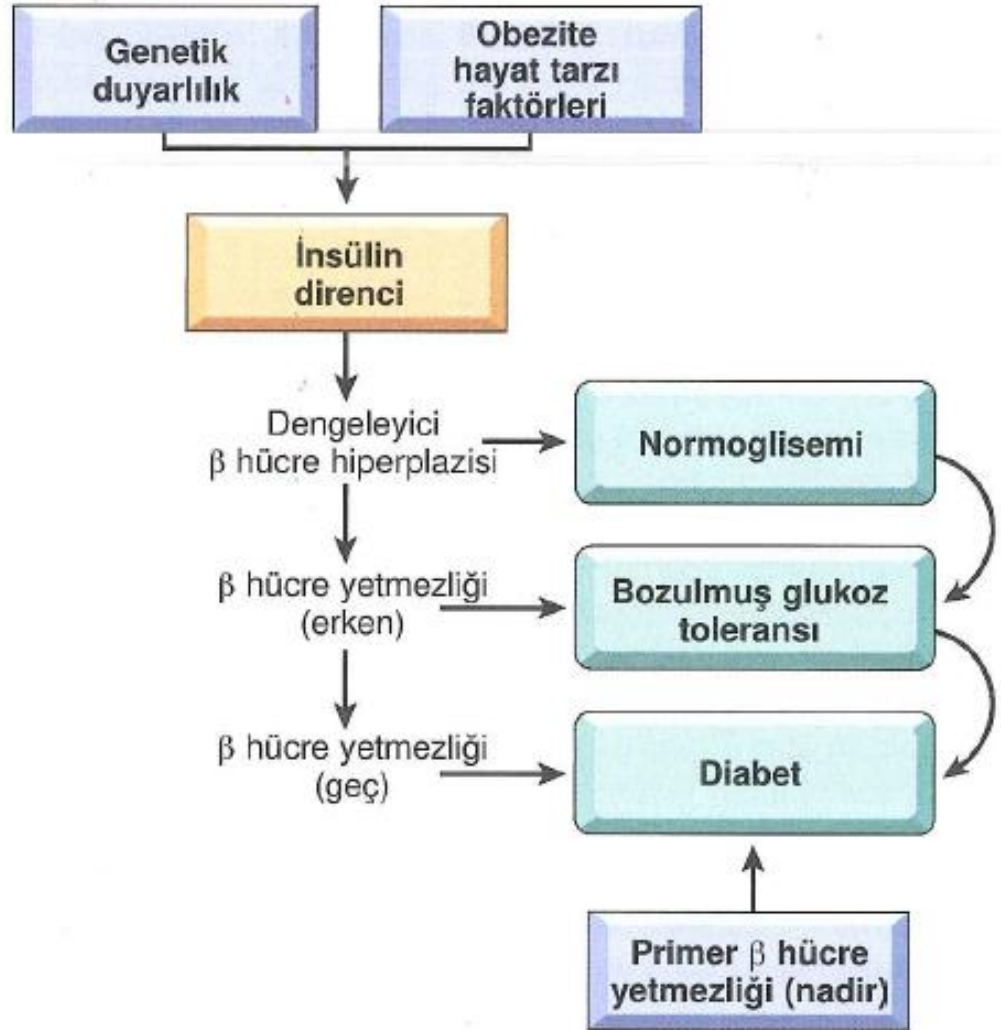 Genetik
duyarlılık
Obezite
hayat tarzı
faktörleri
İnsülin
direnci
Dengeleyici
β hücre hiperplazisi
Normoglisemi
β hücre yetmezliği
(erken)
Bozulmuş glukoz
toleransı
β hücre yetmezliği
(geç)
Diabet
Primer β hücre
yetmezliği (nadir)